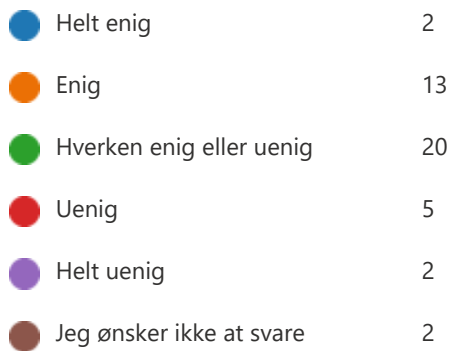 Helt enig 2
Enig 13
Hverken enig eller uenig 20
Uenig 5
Helt uenig 2
Jeg ønsker ikke at svare 2